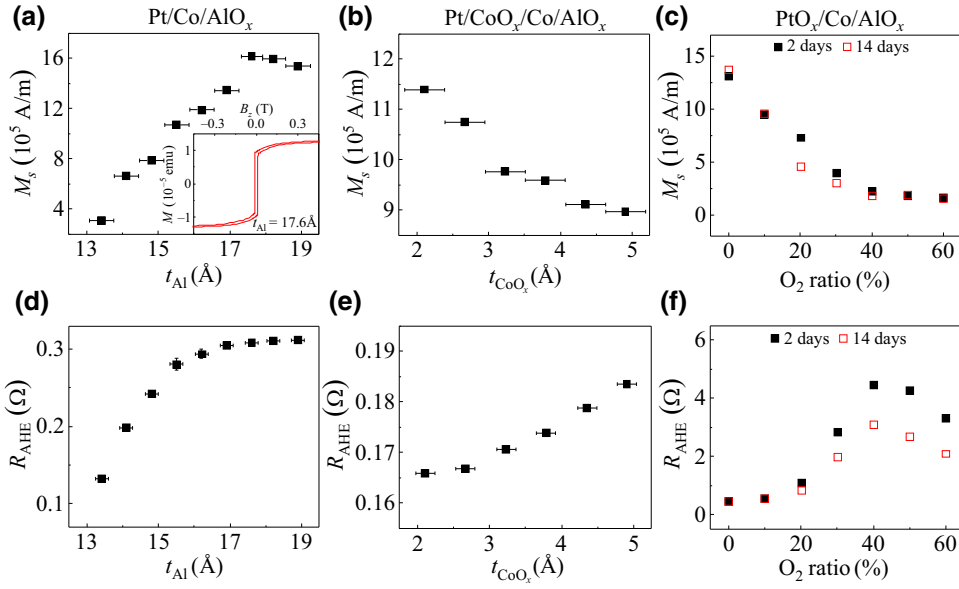 (a) Pt/Co/AlOx
16
12
8
4
Ms (10^5 A/m)
13 15 17 19
tAl (Å)
Bz (T)
−0.3 0.0 0.3
1
0
−1
M (10^-5 emu)
tAl = 17.6Å
(b) Pt/CoOx/Co/AlOx
12
11
10
9
Ms (10^5 A/m)
2 3 4 5
tCoOx (Å)
(c) PtOx/Co/AlOx
2 days 14 days
15
10
5
0
Ms (10^5 A/m)
0 20 40 60
O2 ratio (%)
(d)
0.3
0.2
0.1
RAHE (Ω)
13 15 17 19
tAl (Å)
(e)
0.19
0.18
0.17
0.16
RAHE (Ω)
2 3 4 5
tCoOx (Å)
(f)
2 days 14 days
6
4
2
0
RAHE (Ω)
0 20 40 60
O2 ratio (%)